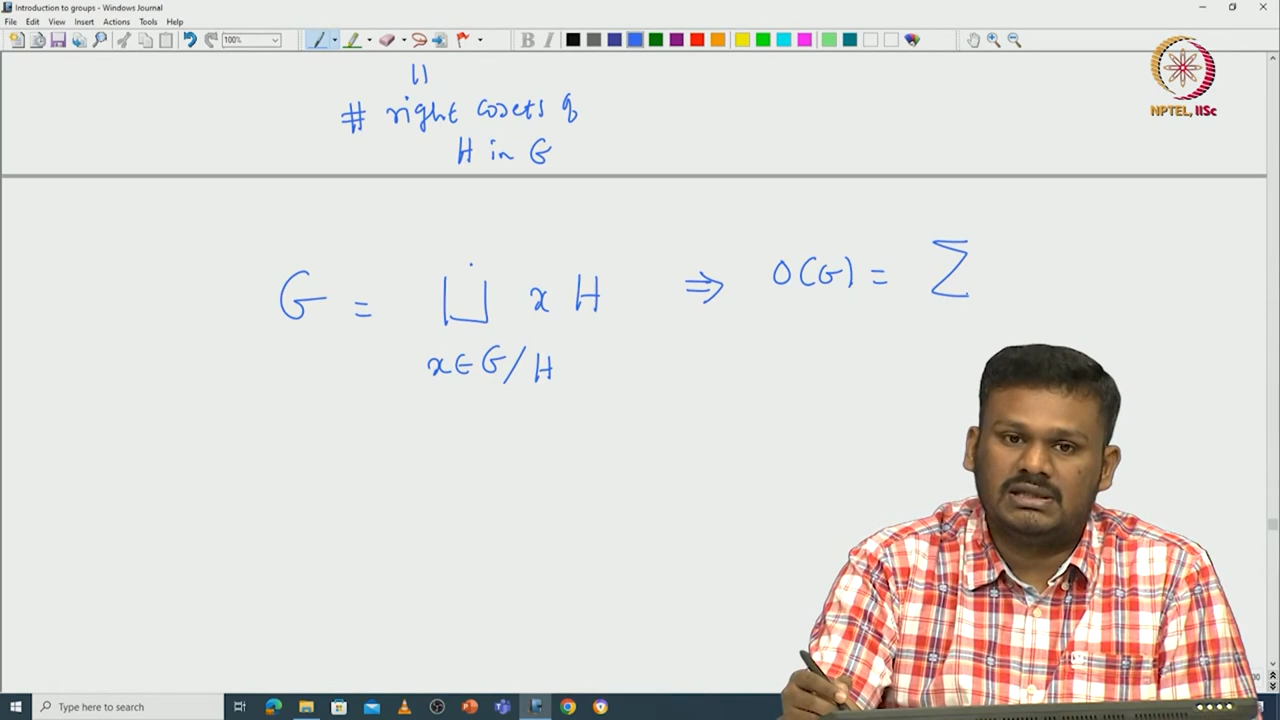 Introduction to groups - Windows Journal
File Edit View Insert Actions Tools Help
100%
B I
NPTEL, IISc
||
# right cosets of
H in G
G = ⨆ x H ⇒ O(G) = Σ
x∈G/H
Type here to search